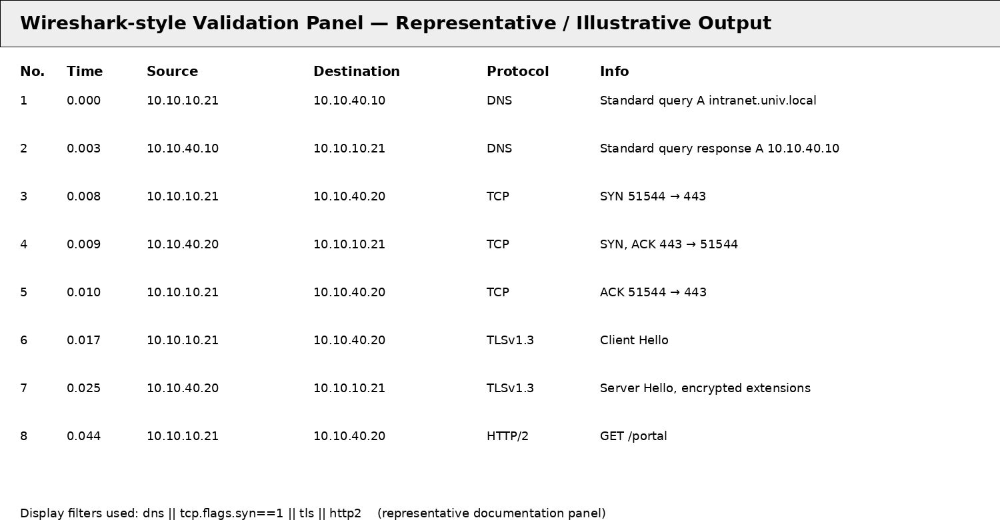 Wireshark-style Validation Panel — Representative / Illustrative Output
No. Time Source Destination Protocol Info
1 0.000 10.10.10.21 10.10.40.10 DNS Standard query A intranet.univ.local
2 0.003 10.10.40.10 10.10.10.21 DNS Standard query response A 10.10.40.10
3 0.008 10.10.10.21 10.10.40.20 TCP SYN 51544 → 443
4 0.009 10.10.40.20 10.10.10.21 TCP SYN, ACK 443 → 51544
5 0.010 10.10.10.21 10.10.40.20 TCP ACK 51544 → 443
6 0.017 10.10.10.21 10.10.40.20 TLSv1.3 Client Hello
7 0.025 10.10.40.20 10.10.10.21 TLSv1.3 Server Hello, encrypted extensions
8 0.044 10.10.10.21 10.10.40.20 HTTP/2 GET /portal
Display filters used: dns || tcp.flags.syn==1 || tls || http2 (representative documentation panel)